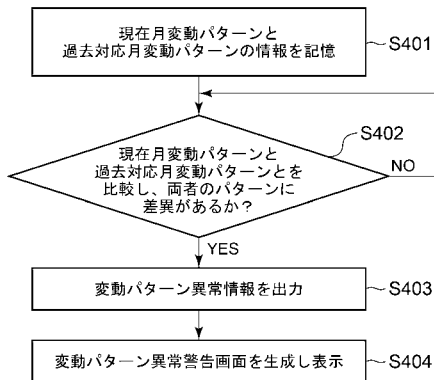 現在月変動パターンと
過去対応月変動パターンの情報を記憶
S401
S402
現在月変動パターンと
過去対応月変動パターンとを
比較し、両者のパターンに
差異があるか?
NO
YES
変動パターン異常情報を出力
S403
変動パターン異常警告画面を生成し表示
S404